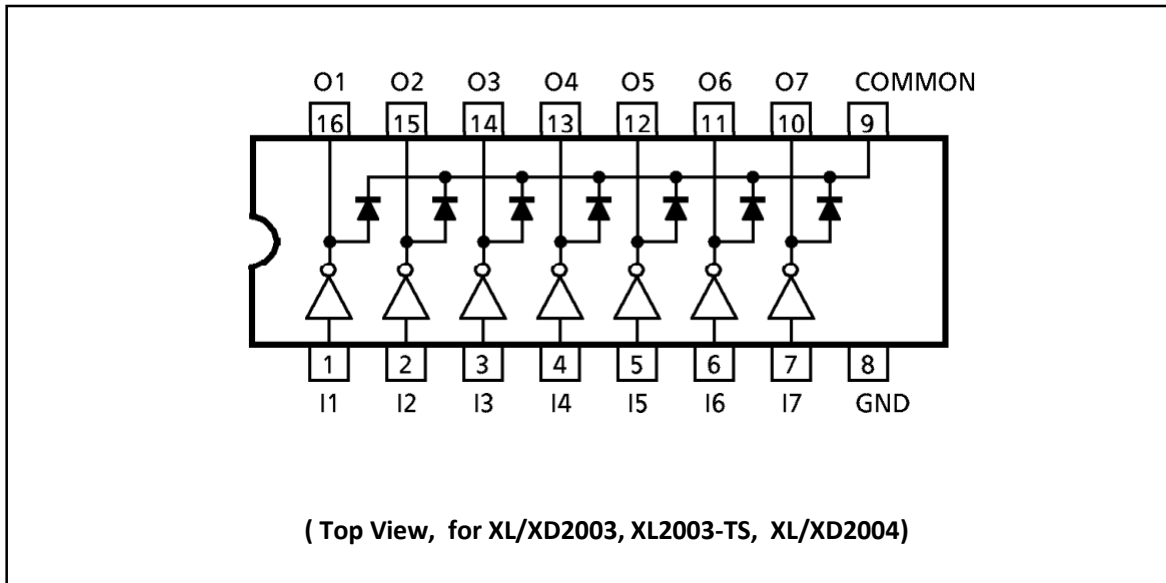 O1 O2 O3 O4 O5 O6 O7 COMMON
16 15 14 13 12 11 10 9
1 2 3 4 5 6 7 8
I1 I2 I3 I4 I5 I6 I7 GND
( Top View, for XL/XD2003, XL2003-TS, XL/XD2004)